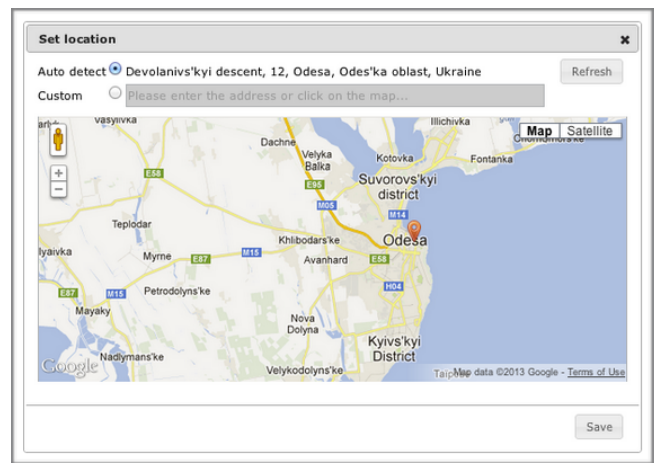 Set location
Auto detect Devolanivs'kyi descent, 12, Odesa, Odes'ka oblast, Ukraine Refresh
Custom Please enter the address or click on the map...
Vasylivka
Illichivka
Map Satellite
Dachne
Velyka Balka
Kotovka
Fontanka
E58
E95
Suvorovs'kyi district
M05
M14
Teplodar
Khlibodars'ke
Odesa
Myrne
E87
M15
Avanhard
E58
E87
M15
Petrodolyns'ke
H04
Mayaky
Nova Dolyna
Kyivs'kyi District
Nadlymans'ke
Google
Velykodolyns'ke
Map data ©2013 Google - Terms of Use
Save